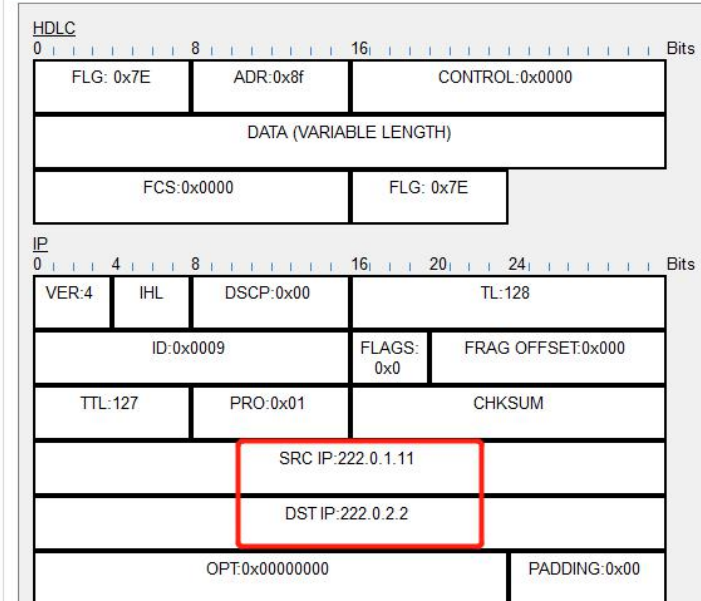 HDLC
0 8 16 Bits
FLG: 0x7E ADR:0x8f CONTROL:0x0000
DATA (VARIABLE LENGTH)
FCS:0x0000 FLG: 0x7E
IP
0 4 8 16 20 24 Bits
VER:4 IHL DSCP:0x00 TL:128
ID:0x0009 FLAGS: 0x0 FRAG OFFSET:0x000
TTL:127 PRO:0x01 CHKSUM
SRC IP:222.0.1.11
DST IP:222.0.2.2
OPT:0x00000000 PADDING:0x00